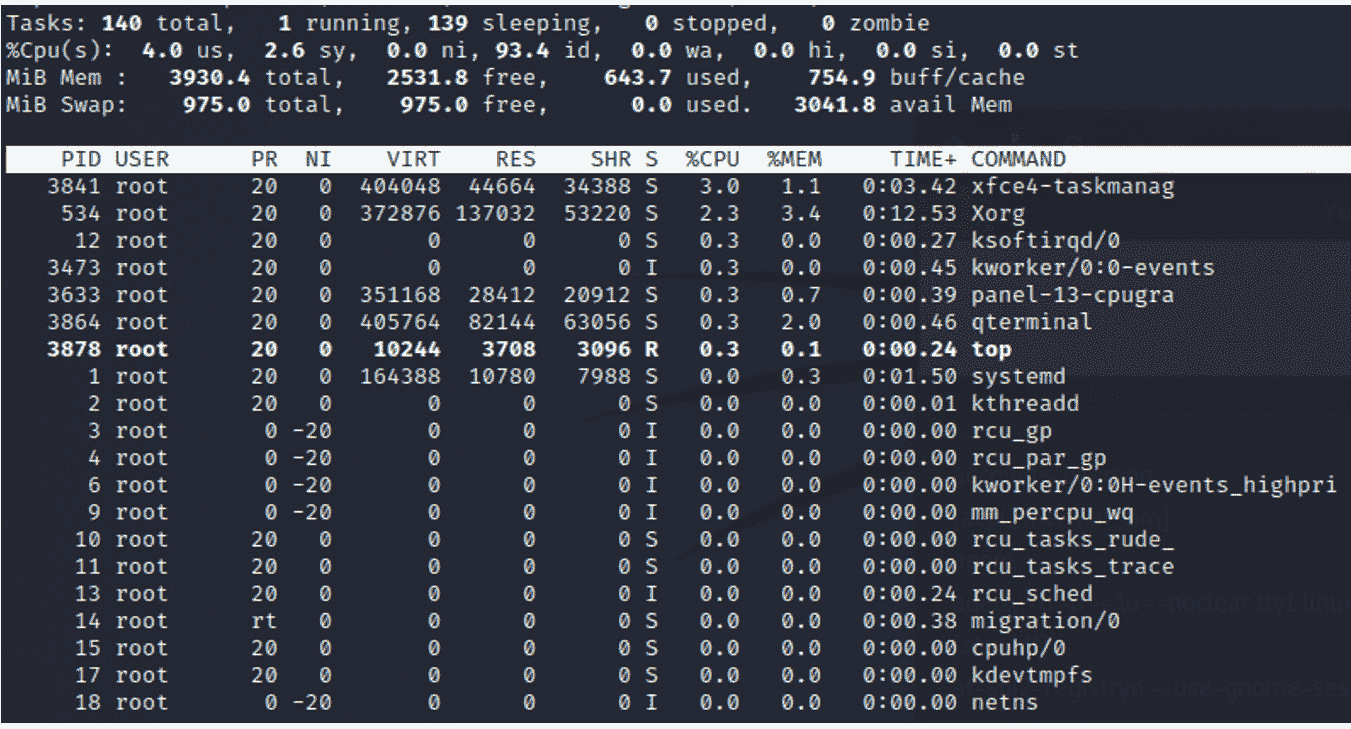 Tasks: 140 total,   1 running, 139 sleeping,   0 stopped,   0 zombie
%Cpu(s):  4.0 us,  2.6 sy,  0.0 ni, 93.4 id,  0.0 wa,  0.0 hi,  0.0 si,  0.0 st
MiB Mem :   3930.4 total,   2531.8 free,    643.7 used,    754.9 buff/cache
MiB Swap:    975.0 total,    975.0 free,      0.0 used.   3041.8 avail Mem
PID USER      PR  NI    VIRT    RES    SHR S  %CPU  %MEM     TIME+ COMMAND
3841 root      20   0  404048  44664  34388 S   3.0   1.1   0:03.42 xfce4-taskmanag
534 root      20   0  372876 137032  53220 S   2.3   3.4   0:12.53 Xorg
12 root      20   0       0      0      0 S   0.3   0.0   0:00.27 ksoftirqd/0
3473 root      20   0       0      0      0 I   0.3   0.0   0:00.45 kworker/0:0-events
3633 root      20   0  351168  28412  20912 S   0.3   0.7   0:00.39 panel-13-cpugra
3864 root      20   0  405764  82144  63056 S   0.3   2.0   0:00.46 qterminal
3878 root      20   0   10244   3708   3096 R   0.3   0.1   0:00.24 top
1 root      20   0  164388  10780   7988 S   0.0   0.3   0:01.50 systemd
2 root      20   0       0      0      0 S   0.0   0.0   0:00.01 kthreadd
3 root       0 -20       0      0      0 I   0.0   0.0   0:00.00 rcu_gp
4 root       0 -20       0      0      0 I   0.0   0.0   0:00.00 rcu_par_gp
6 root       0 -20       0      0      0 I   0.0   0.0   0:00.00 kworker/0:0H-events_highpri
9 root       0 -20       0      0      0 I   0.0   0.0   0:00.00 mm_percpu_wq
10 root      20   0       0      0      0 S   0.0   0.0   0:00.00 rcu_tasks_rude_
11 root      20   0       0      0      0 S   0.0   0.0   0:00.00 rcu_tasks_trace
13 root      20   0       0      0      0 I   0.0   0.0   0:00.24 rcu_sched
14 root      rt   0       0      0      0 S   0.0   0.0   0:00.38 migration/0
15 root      20   0       0      0      0 S   0.0   0.0   0:00.00 cpuhp/0
17 root      20   0       0      0      0 S   0.0   0.0   0:00.00 kdevtmpfs
18 root       0 -20       0      0      0 I   0.0   0.0   0:00.00 netns